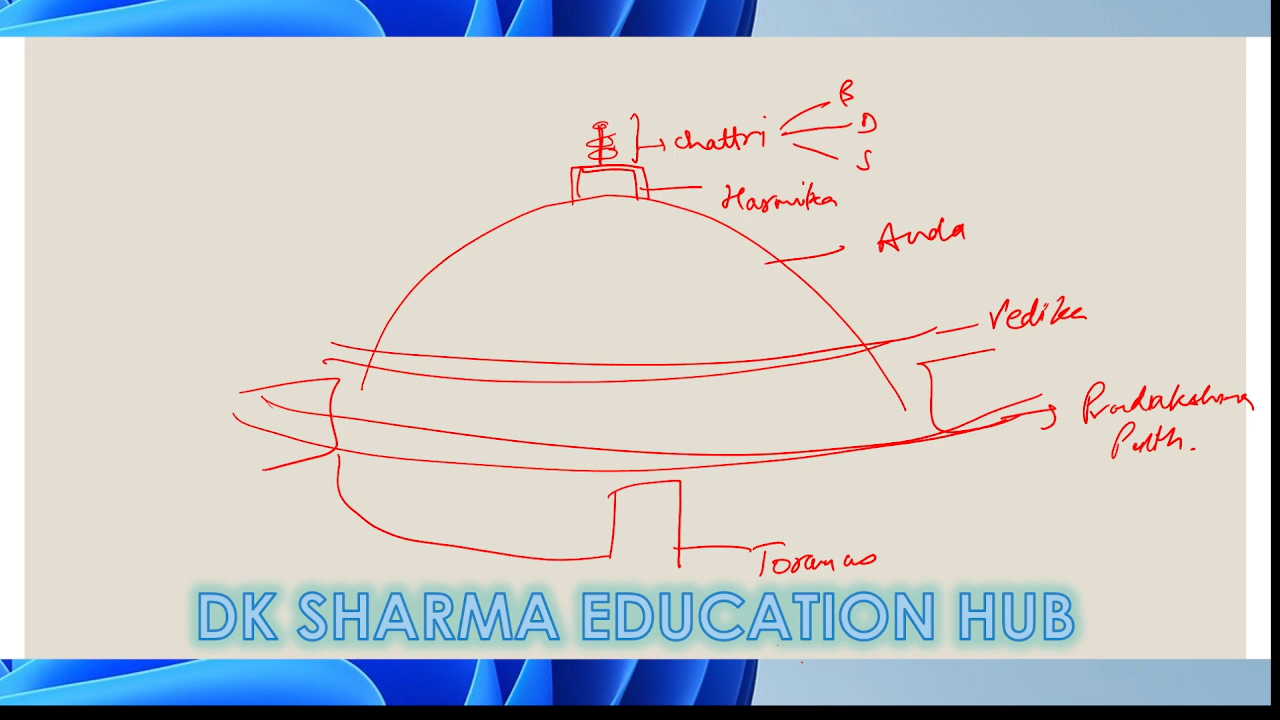 B
chattri
D
S
Harmika
Anda
Vedika
Pradakshina
Path.
Toranas
DK SHARMA EDUCATION HUB